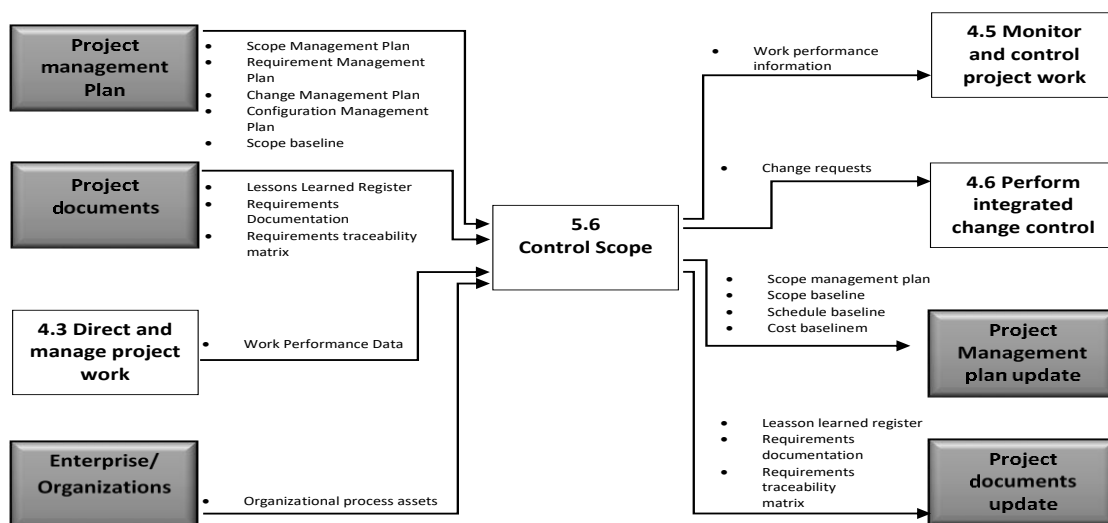 Project
management
Plan
• Scope Management Plan
• Requirement Management
Plan
• Change Management Plan
• Configuration Management
Plan
• Scope baseline
Project
documents
• Lessons Learned Register
• Requirements
Documentation
• Requirements traceability
matrix
4.3 Direct and
manage project
work
• Work Performance Data
Enterprise/
Organizations
• Organizational process assets
5.6
Control Scope
• Work performance
information
4.5 Monitor
and control
project work
• Change requests
4.6 Perform
integrated
change control
• Scope management plan
• Scope baseline
• Schedule baseline
• Cost baselinem
Project
Management
plan update
• Leasson learned register
• Requirements
documentation
• Requirements
traceability
matrix
Project
documents
update